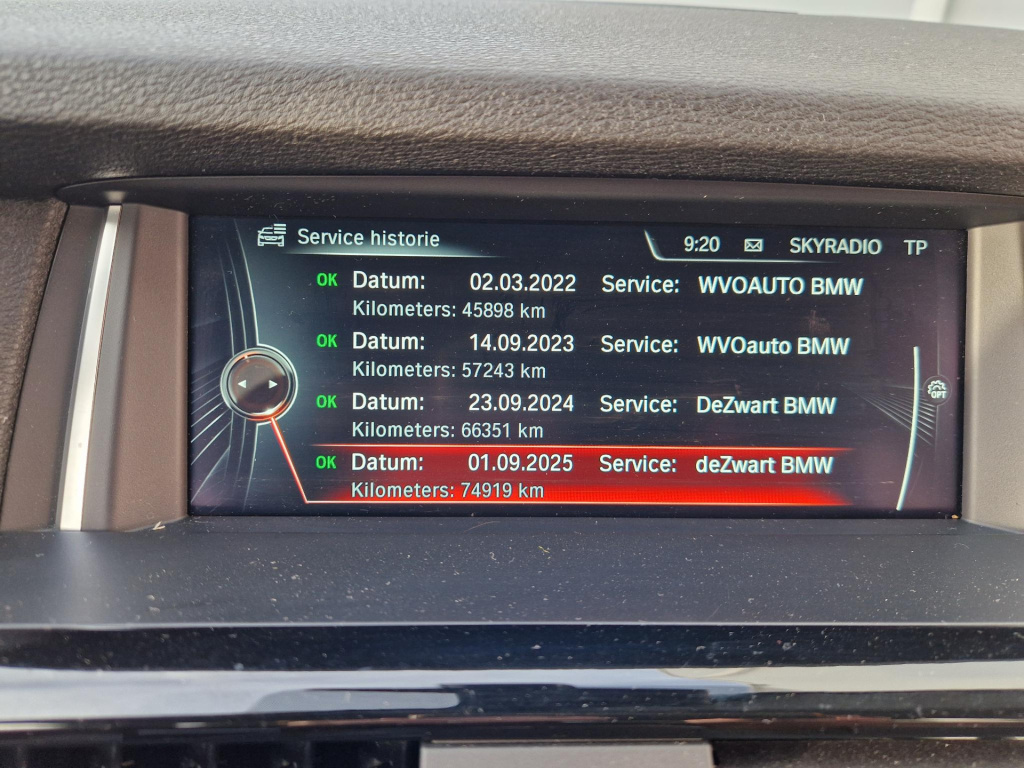 Service historie 9:20 SKYRADIO TP
OK Datum: 02.03.2022 Service: WVOAUTO BMW
Kilometers: 45898 km
OK Datum: 14.09.2023 Service: WVOauto BMW
Kilometers: 57243 km
OK Datum: 23.09.2024 Service: DeZwart BMW
Kilometers: 66351 km
OK Datum: 01.09.2025 Service: deZwart BMW
Kilometers: 74919 km
OPT